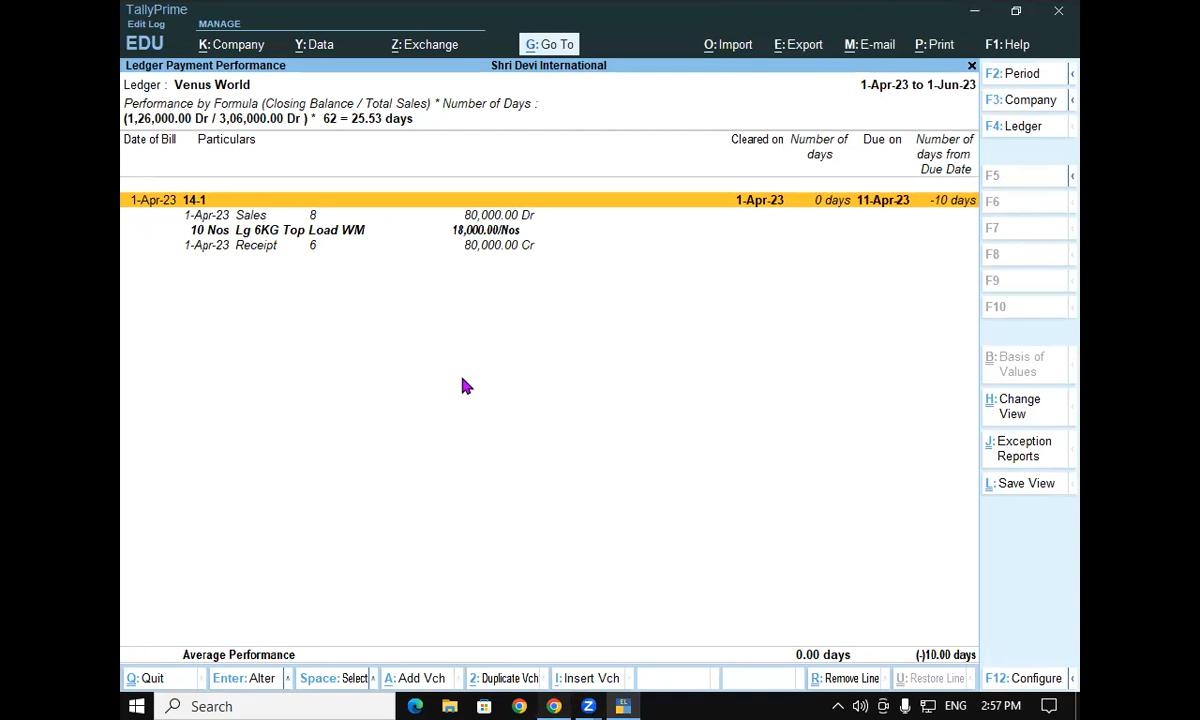 TallyPrime
Edit Log
EDU
MANAGE
K: Company
Y: Data
Z: Exchange
G: Go To
O: Import
E: Export
M: E-mail
P: Print
F1: Help
Ledger Payment Performance
Shri Devi International
Ledger : Venus World
1-Apr-23 to 1-Jun-23
Performance by Formula (Closing Balance / Total Sales) * Number of Days :
(1,26,000.00 Dr / 3,06,000.00 Dr ) * 62 = 25.53 days
Date of Bill Particulars Cleared on Number of days Due on Number of days from Due Date
1-Apr-23 14-1 1-Apr-23 0 days 11-Apr-23 -10 days
1-Apr-23 Sales 8 80,000.00 Dr
10 Nos Lg 6KG Top Load WM 18,000.00/Nos
1-Apr-23 Receipt 6 80,000.00 Cr
Average Performance 0.00 days (-)10.00 days
F2: Period
F3: Company
F4: Ledger
F5
F6
F7
F8
F9
F10
B: Basis of
Values
H: Change
View
J: Exception
Reports
L: Save View
Q: Quit
Enter: Alter
Space: Select
A: Add Vch
2: Duplicate Vch
I: Insert Vch
R: Remove Line
U: Restore Line
F12: Configure
Search
EL
ENG
2:57 PM